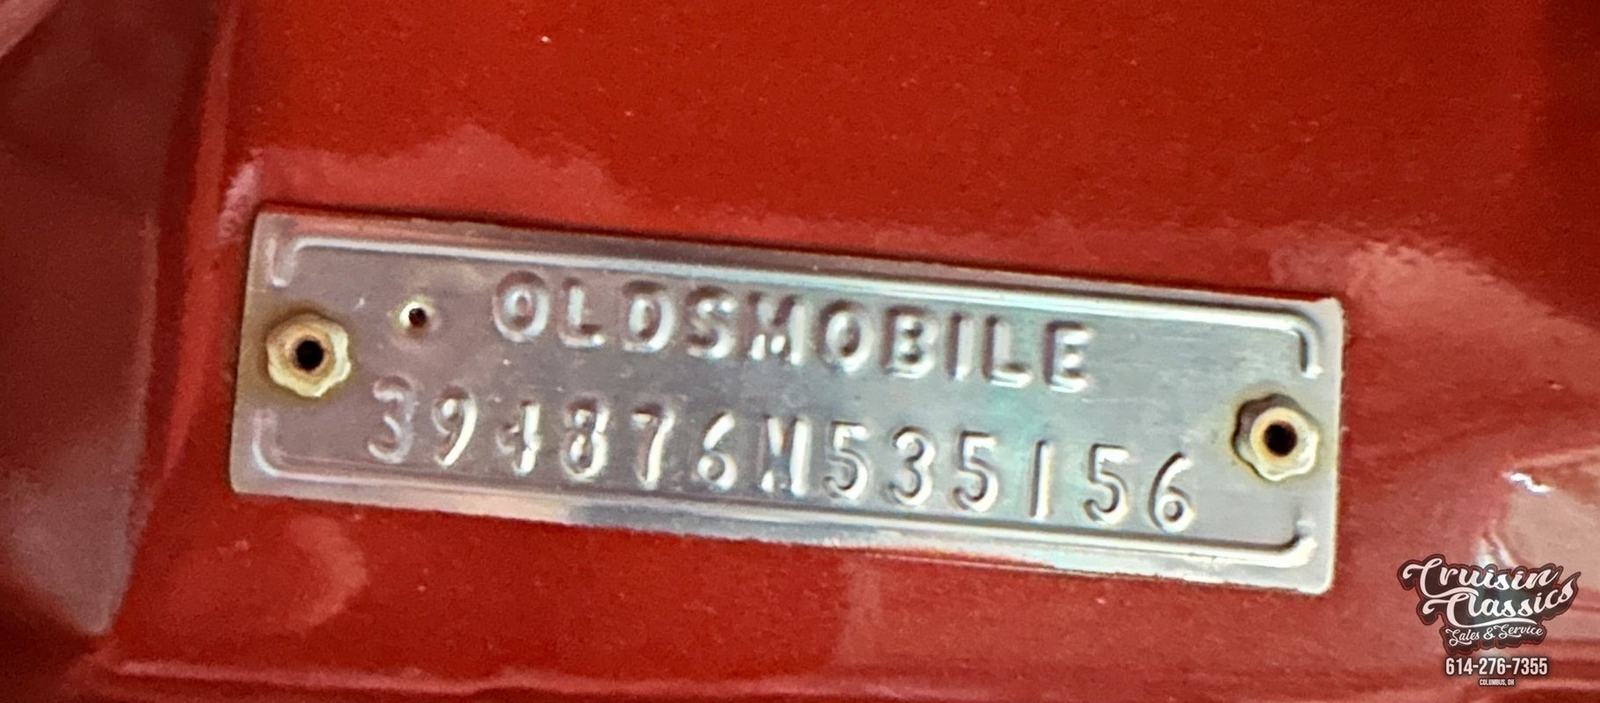 OLDSMOBILE
394876M535156
Cruisin
Classics
Sales & Service
614-276-7355
COLUMBUS, OH